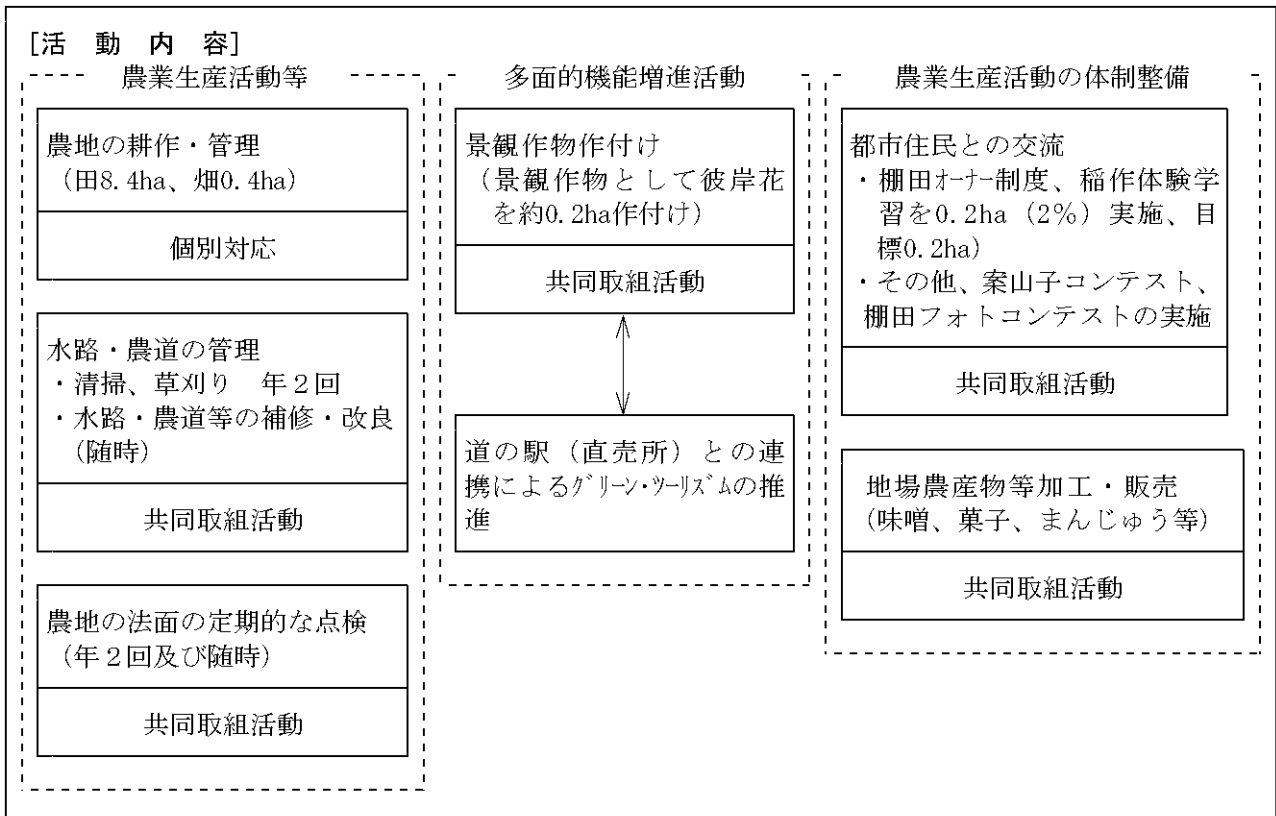 [活 動 内 容]
農業生産活動等
農地の耕作・管理
(田8.4ha、畑0.4ha)
個別対応
水路・農道の管理
・清掃、草刈り 年2回
・水路・農道等の補修・改良
(随時)
共同取組活動
農地の法面の定期的な点検
(年2回及び随時)
共同取組活動
多面的機能増進活動
景観作物作付け
(景観作物として彼岸花
を約0.2ha作付け)
共同取組活動
道の駅(直売所)との連
携によるグリーン・ツーリズムの推
進
農業生産活動の体制整備
都市住民との交流
・棚田オーナー制度、稲作体験学
習を0.2ha(2%)実施、目
標0.2ha)
・その他、案山子コンテスト、
棚田フォトコンテストの実施
共同取組活動
地場農産物等加工・販売
(味噌、菓子、まんじゅう等)
共同取組活動